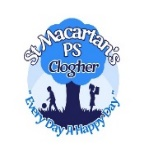 St Macartan's
PS
Clogher
"Every Day A Happy Day"